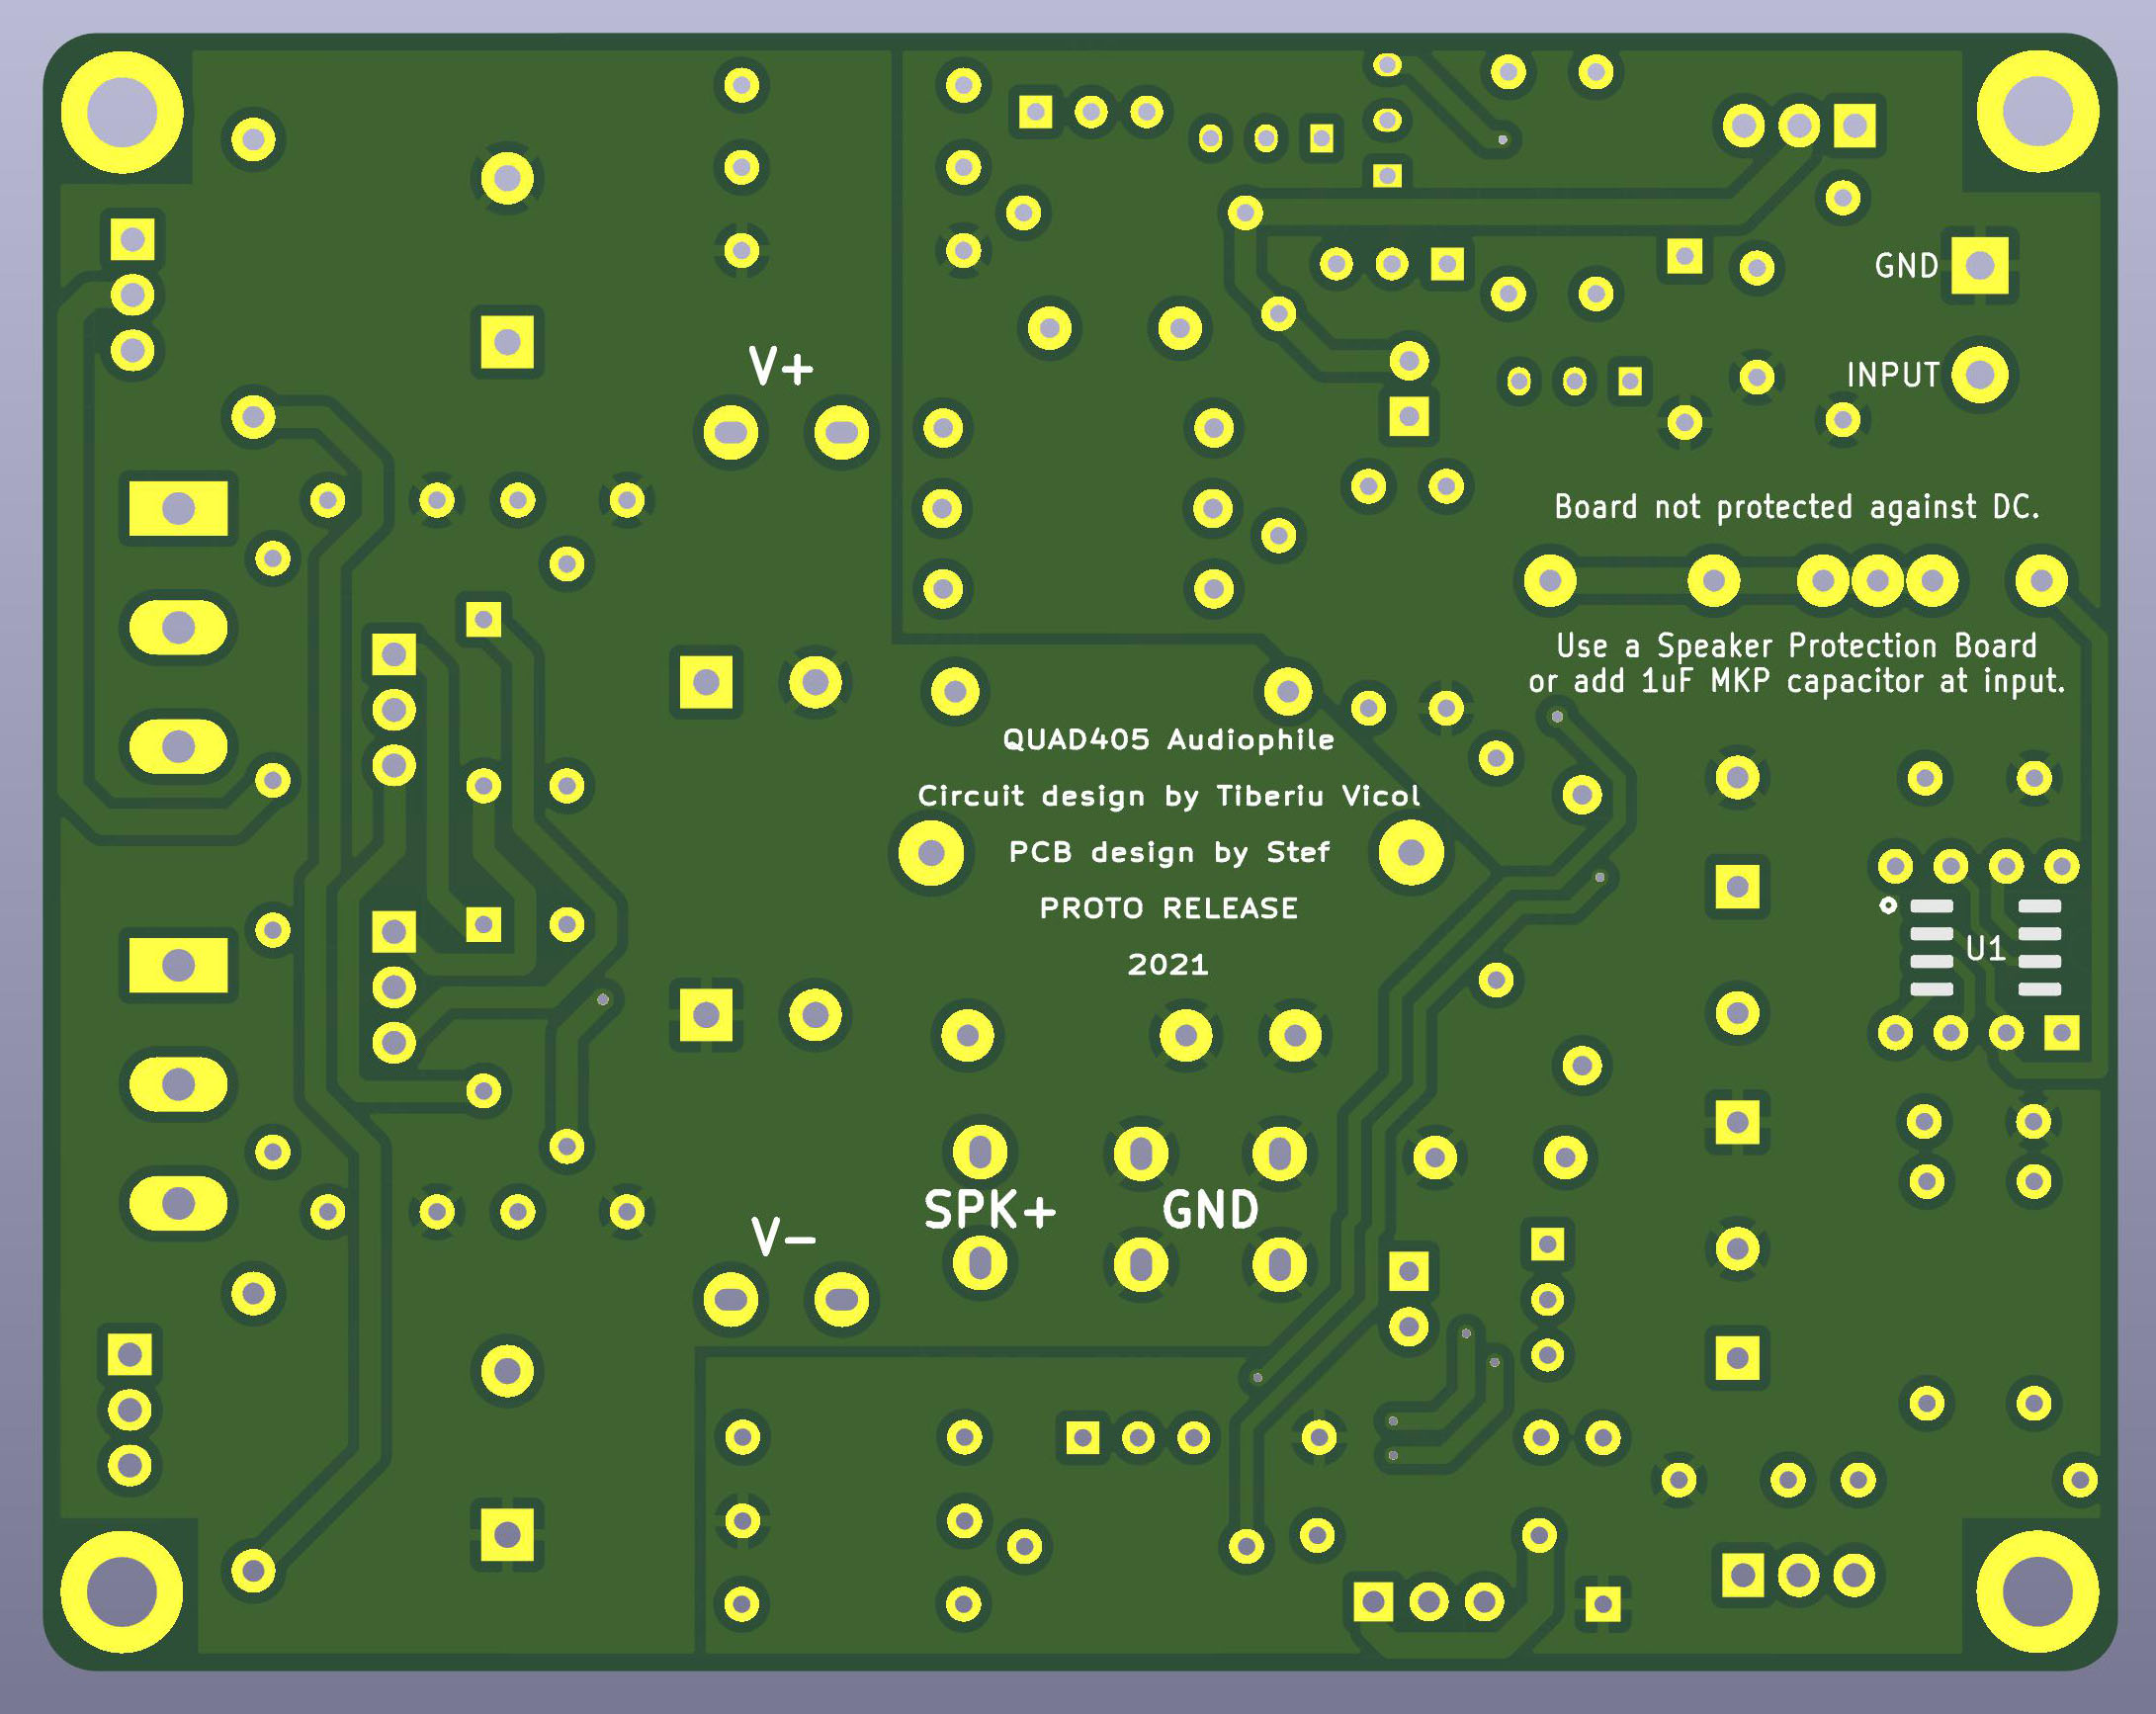 GND
V+
INPUT
Board not protected against DC.
Use a Speaker Protection Board
or add 1uF MKP capacitor at input.
QUAD405 Audiophile
Circuit design by Tiberiu Vicol
PCB design by Stef
PROTO RELEASE
U1
2021
SPK+
GND
V-